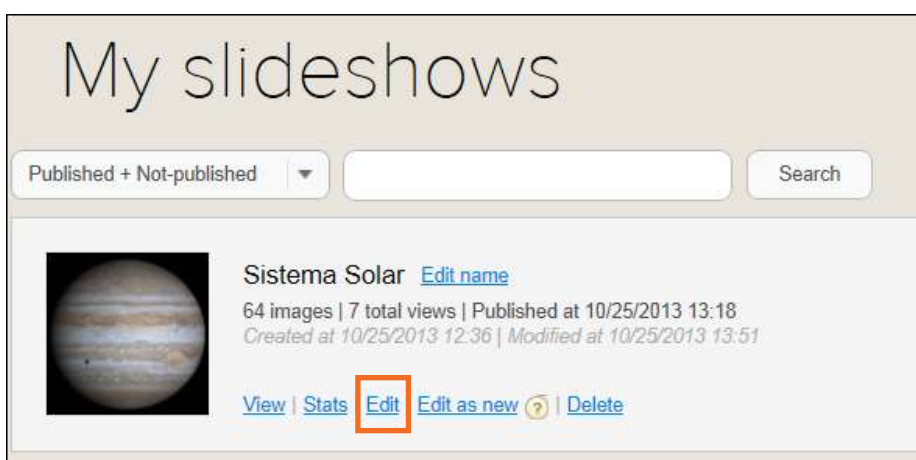 My slideshows
Published + Not-published Search
Sistema Solar Edit name
64 images | 7 total views | Published at 10/25/2013 13:18
Created at 10/25/2013 12:36 | Modified at 10/25/2013 13:51
View | Stats Edit Edit as new ? | Delete